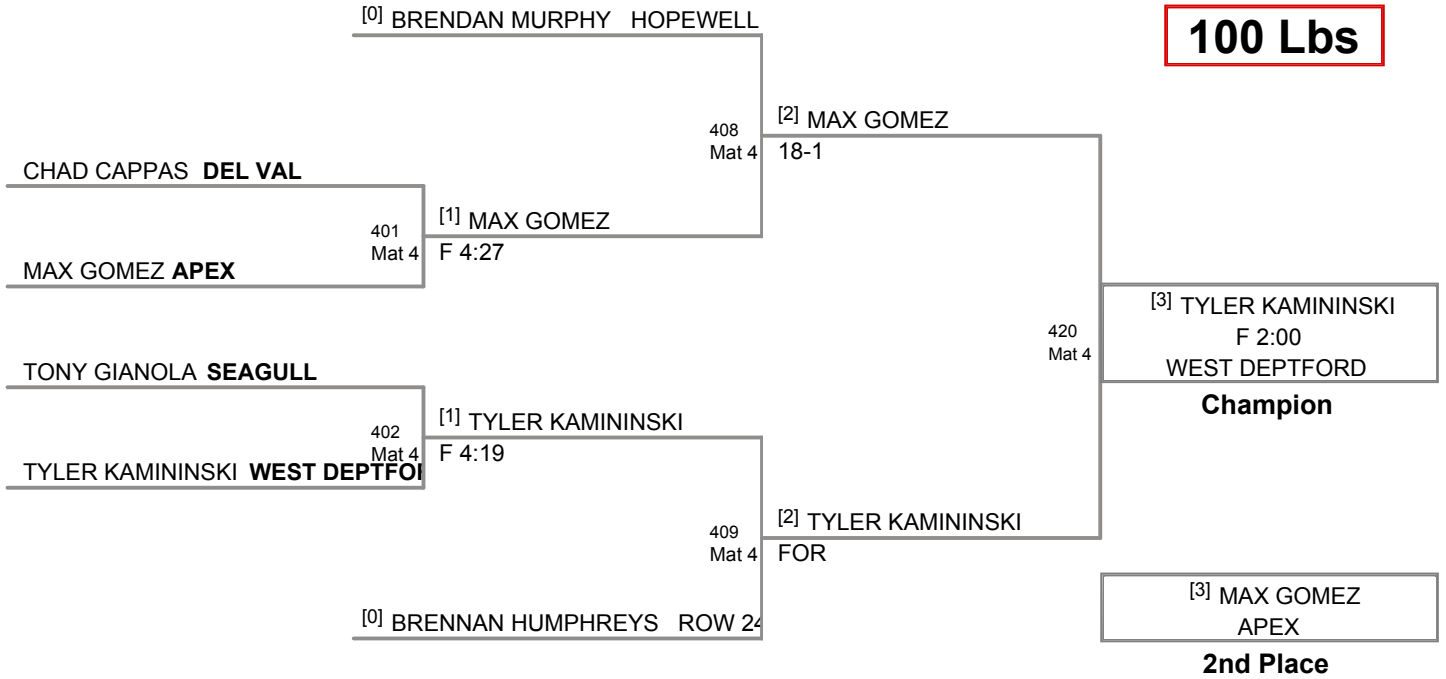 [0] BRENDAN MURPHY HOPEWELL
100 Lbs
408
Mat 4
[2] MAX GOMEZ
18-1
CHAD CAPPAS DEL VAL
401
Mat 4
[1] MAX GOMEZ
F 4:27
MAX GOMEZ APEX
420
Mat 4
[3] TYLER KAMININSKI
F 2:00
WEST DEPTFORD
Champion
TONY GIANOLA SEAGULL
402
Mat 4
[1] TYLER KAMININSKI
F 4:19
TYLER KAMININSKI WEST
409
Mat 4
[2] TYLER KAMININSKI
FOR
[0] BRENNAN HUMPHREYS ROW 24
[3] MAX GOMEZ
APEX
2nd Place